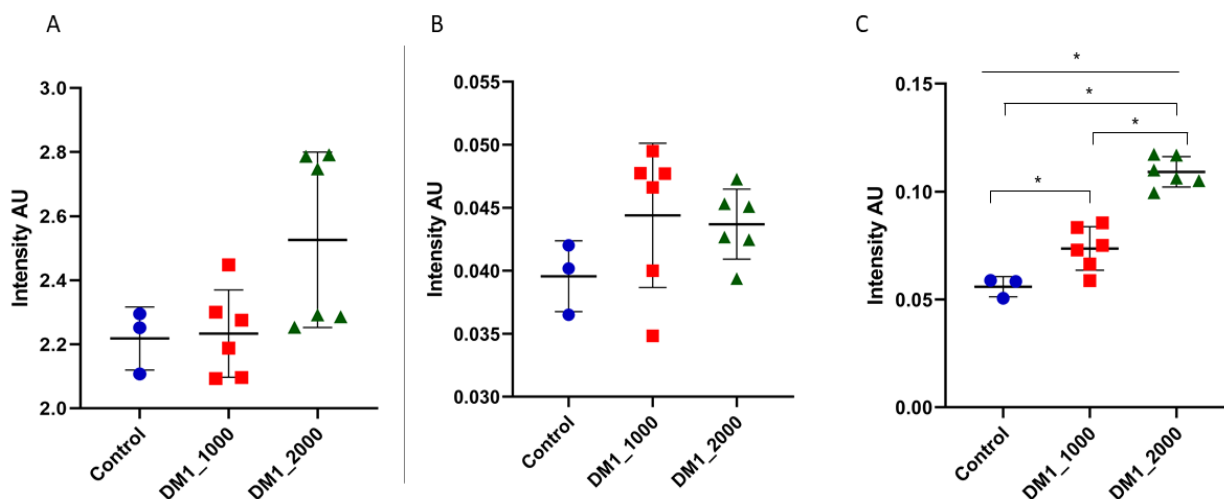 A
Intensity AU
3.0
2.8
2.6
2.4
2.2
2.0
Control
DM1_1000
DM1_2000
B
Intensity AU
0.055
0.050
0.045
0.040
0.035
0.030
Control
DM1_1000
DM1_2000
C
Intensity AU
0.15
0.10
0.05
0.00
*
*
*
*
Control
DM1_1000
DM1_2000